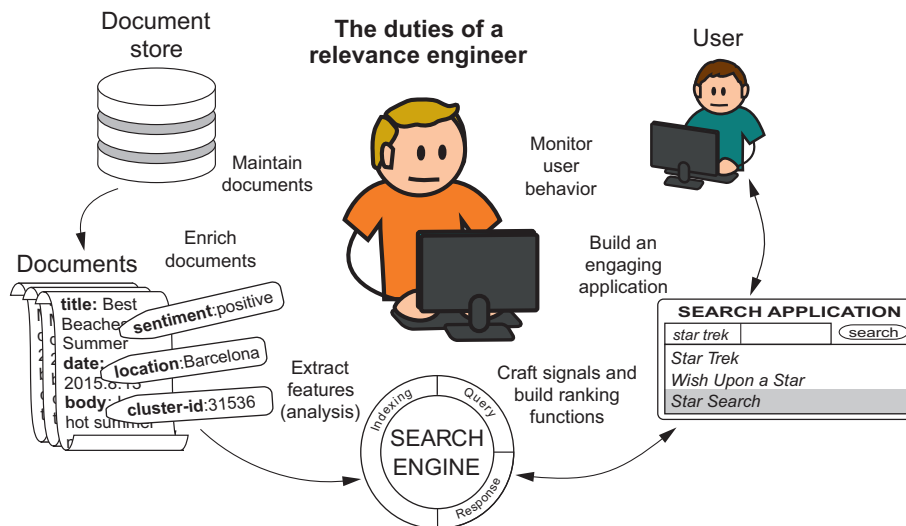 Document
store
The duties of a
relevance engineer
User
Maintain
documents
Monitor
user
behavior
Enrich
documents
Build an
engaging
application
Documents
title: Best
Beaches
Summer
date:
2015.8.13
body:
hot summer
sentiment:positive
location:Barcelona
cluster-id:31536
Extract
features
(analysis)
Craft signals and
build ranking
functions
Indexing
Query
Response
SEARCH
ENGINE
SEARCH APPLICATION
star trek
search
Star Trek
Wish Upon a Star
Star Search